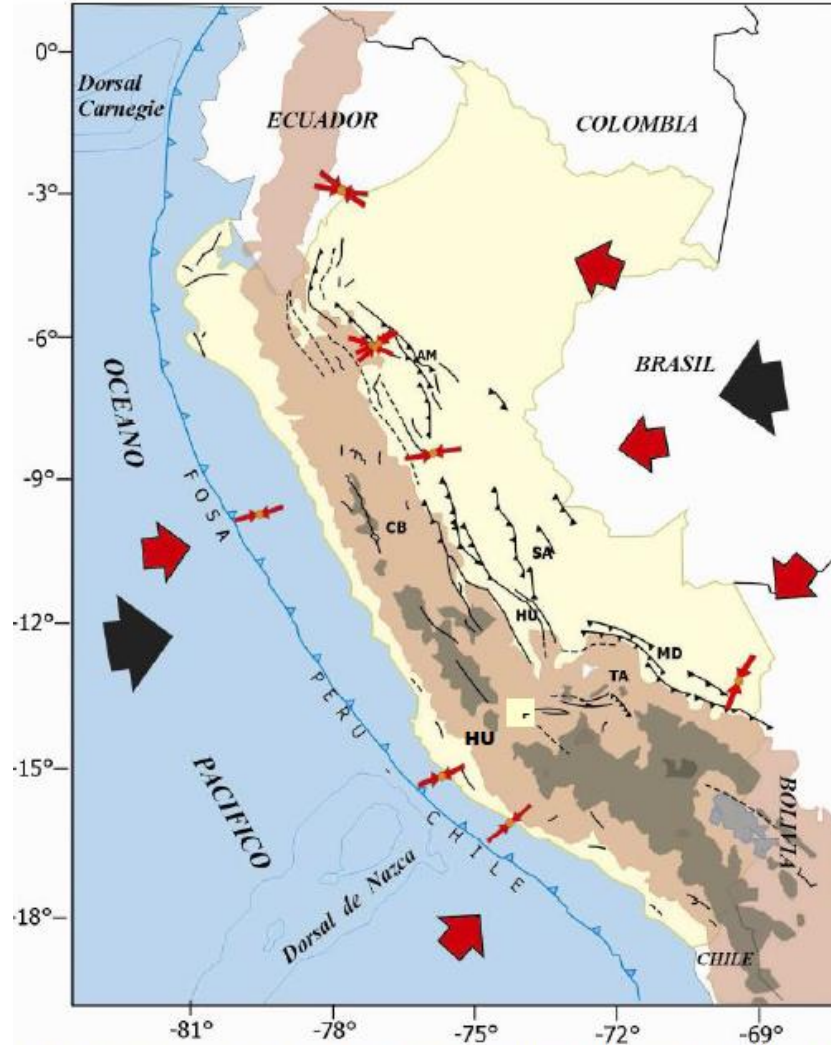 0°
-3°
-6°
-9°
-12°
-15°
-18°
Dorsal
Carnegie
ECUADOR
COLOMBIA
BRASIL
AM
OCEANO
FOSA
CB
SA
HU
MD
TA
PERU
HU
PACIFICO
CHILE
BOLIVIA
Dorsal de Nazca
CHILE
-81°
-78°
-75°
-72°
-69°